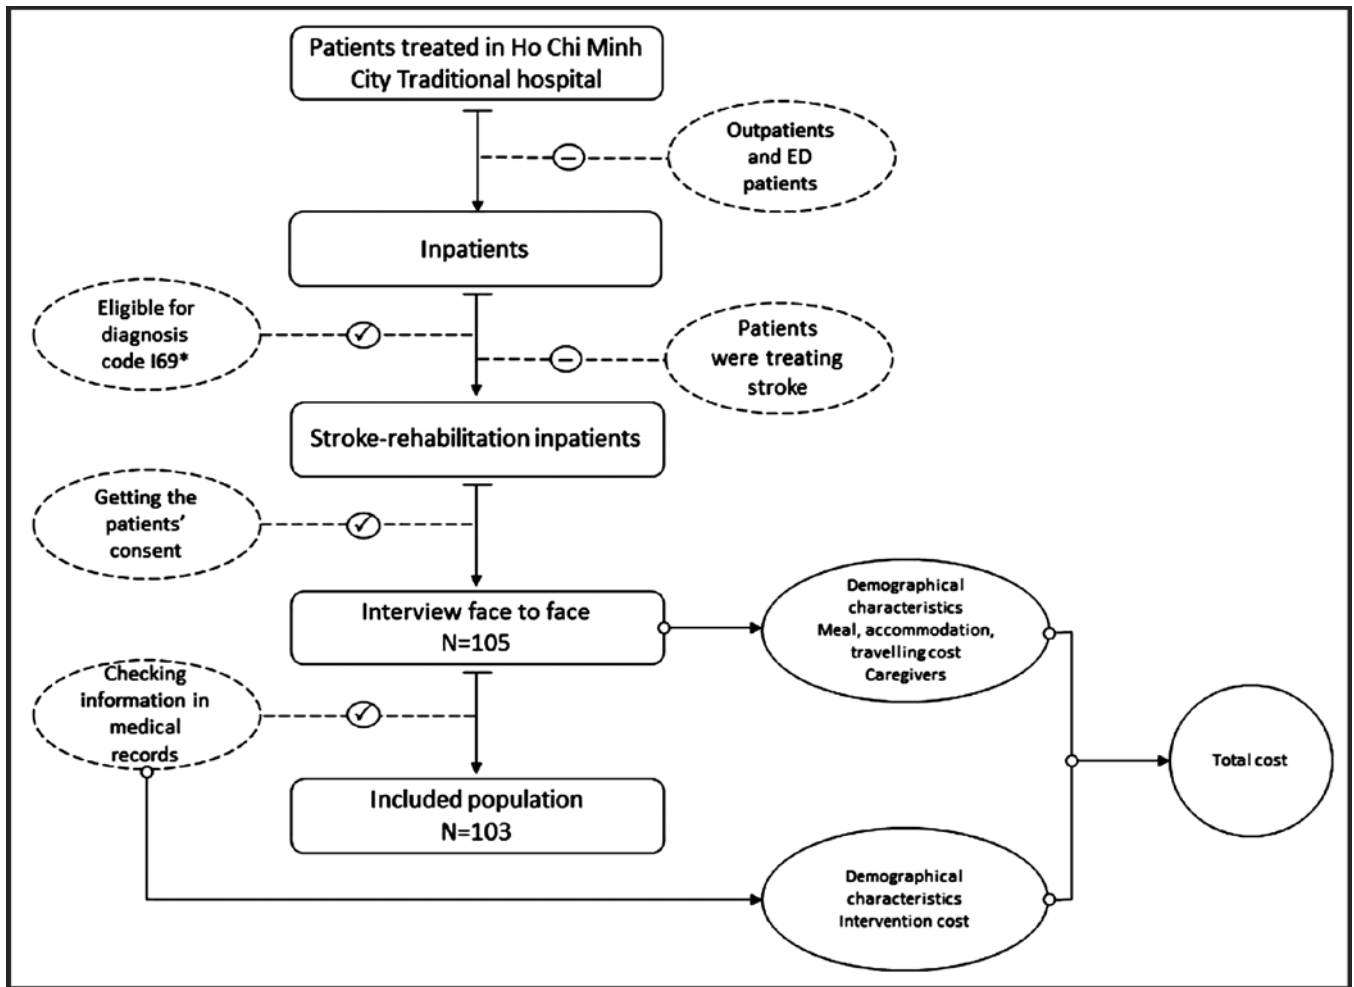 Patients treated in Ho Chi Minh
City Traditional hospital
Outpatients
and ED
patients
Inpatients
Eligible for
diagnosis
code I69*
Patients
were treating
stroke
Stroke-rehabilitation inpatients
Getting the
patients'
consent
Interview face to face
N=105
Demographical
characteristics
Meal, accommodation,
travelling cost
Caregivers
Checking
information in
medical
records
Total cost
Included population
N=103
Demographical
characteristics
Intervention cost